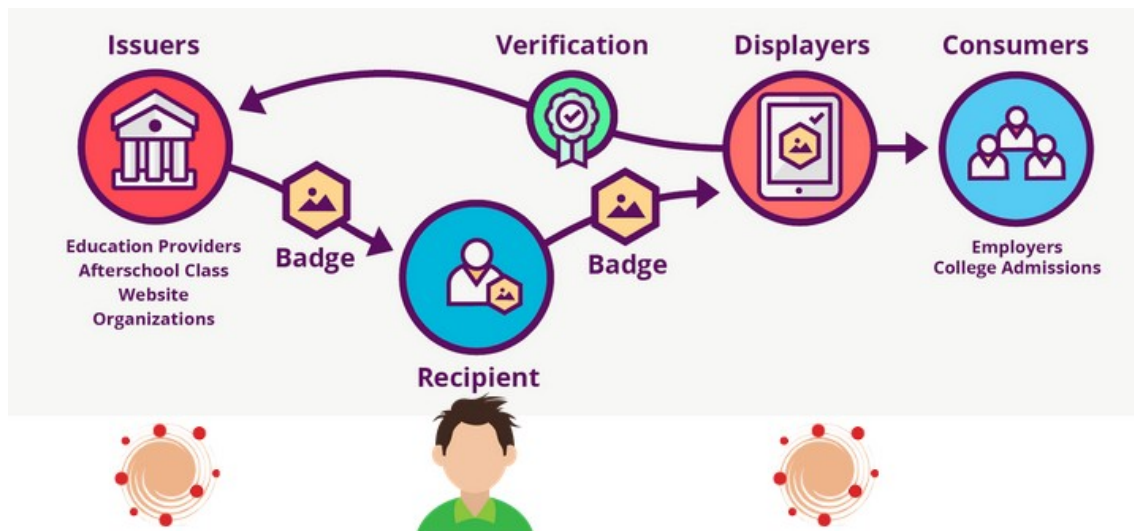 Issuers
Verification
Displayers
Consumers
Education Providers
Afterschool Class
Website
Organizations
Badge
Badge
Employers
College Admissions
Recipient